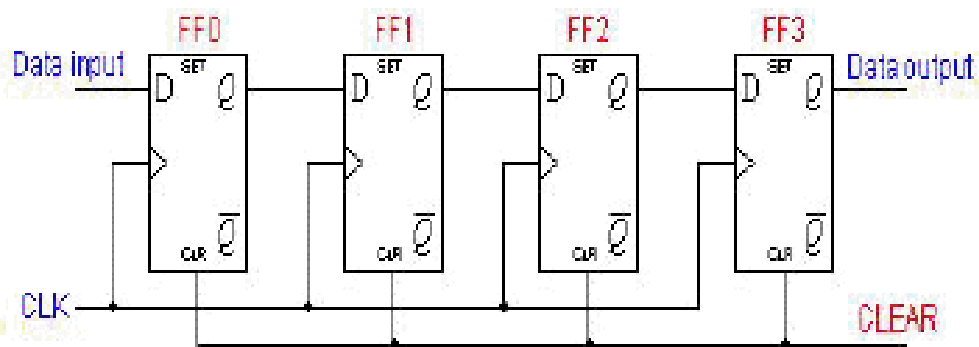 FF0 FF1 FF2 FF3
Data input SET SET SET SET Data output
D Q D Q D Q D Q
Q Q Q Q
CLR CLR CLR CLR
CLK
CLEAR